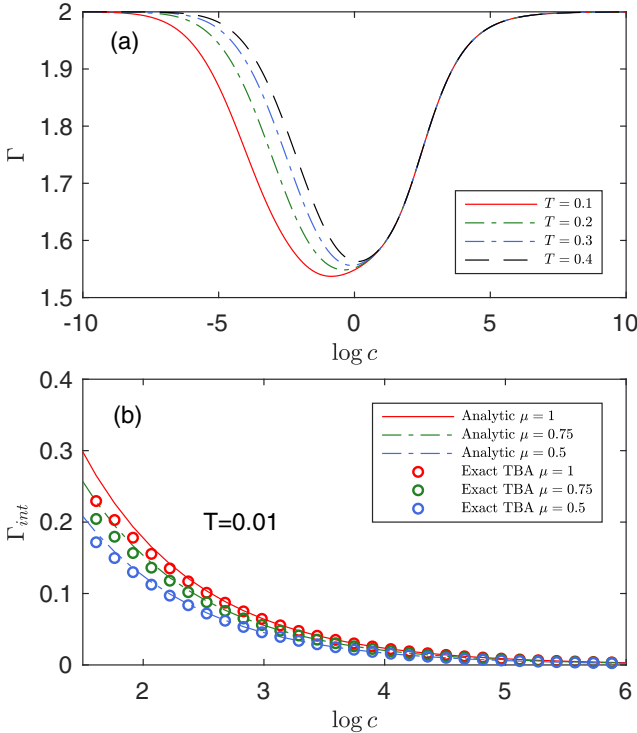 2
(a)
1.9
1.8
Γ
1.7
T = 0.1
T = 0.2
1.6
T = 0.3
T = 0.4
1.5
-10 -5 0 5 10
log c
0.4
(b)
Analytic μ = 1
Analytic μ = 0.75
0.3
Analytic μ = 0.5
Exact TBA μ = 1
Exact TBA μ = 0.75
Γint
0.2
T=0.01
Exact TBA μ = 0.5
0.1
0
2 3 4 5 6
log c